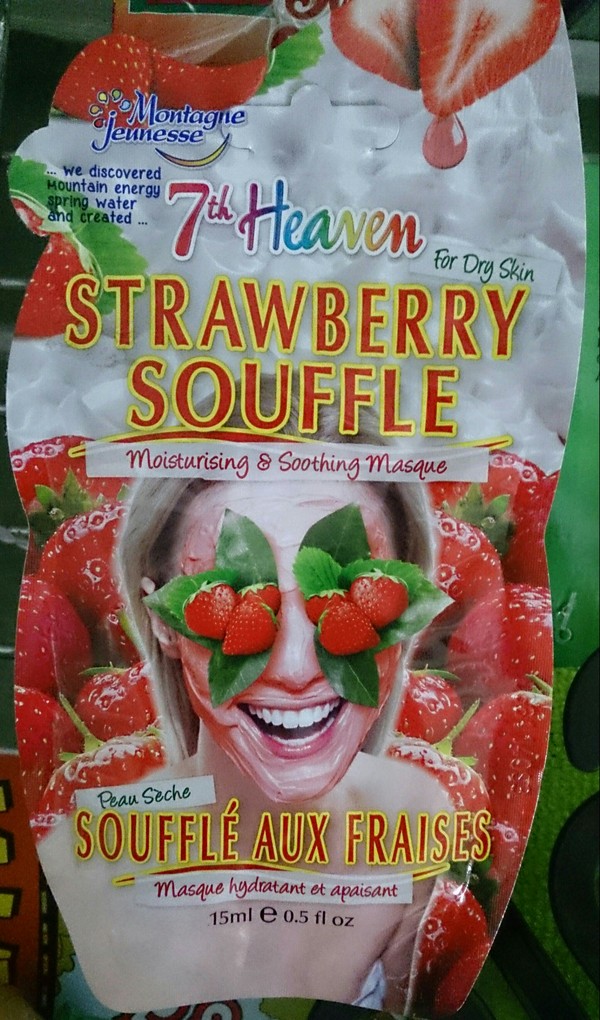 Montagne
jeunesse
... we discovered
Mountain energy
spring water
and created ...
7th Heaven
For Dry Skin
STRAWBERRY
SOUFFLE
Moisturising & Soothing Masque
Peau Seche
SOUFFLÉ AUX FRAISES
Masque hydratant et apaisant
15ml e 0.5 fl oz